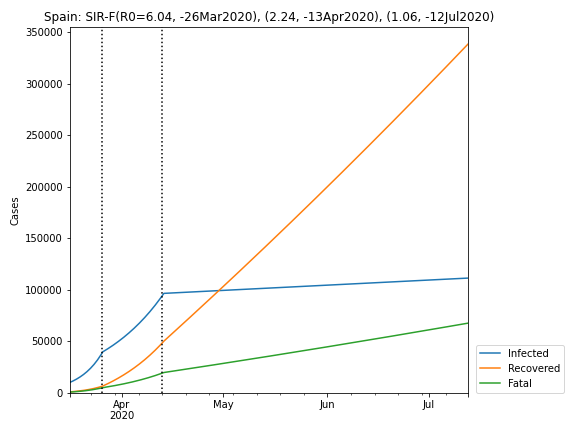 Spain: SIR-F(R0=6.04, -26Mar2020), (2.24, -13Apr2020), (1.06, -12Jul2020)
350000
300000
250000
200000
150000
100000
50000
0
Cases
Apr
2020
May
Jun
Jul
Infected
Recovered
Fatal